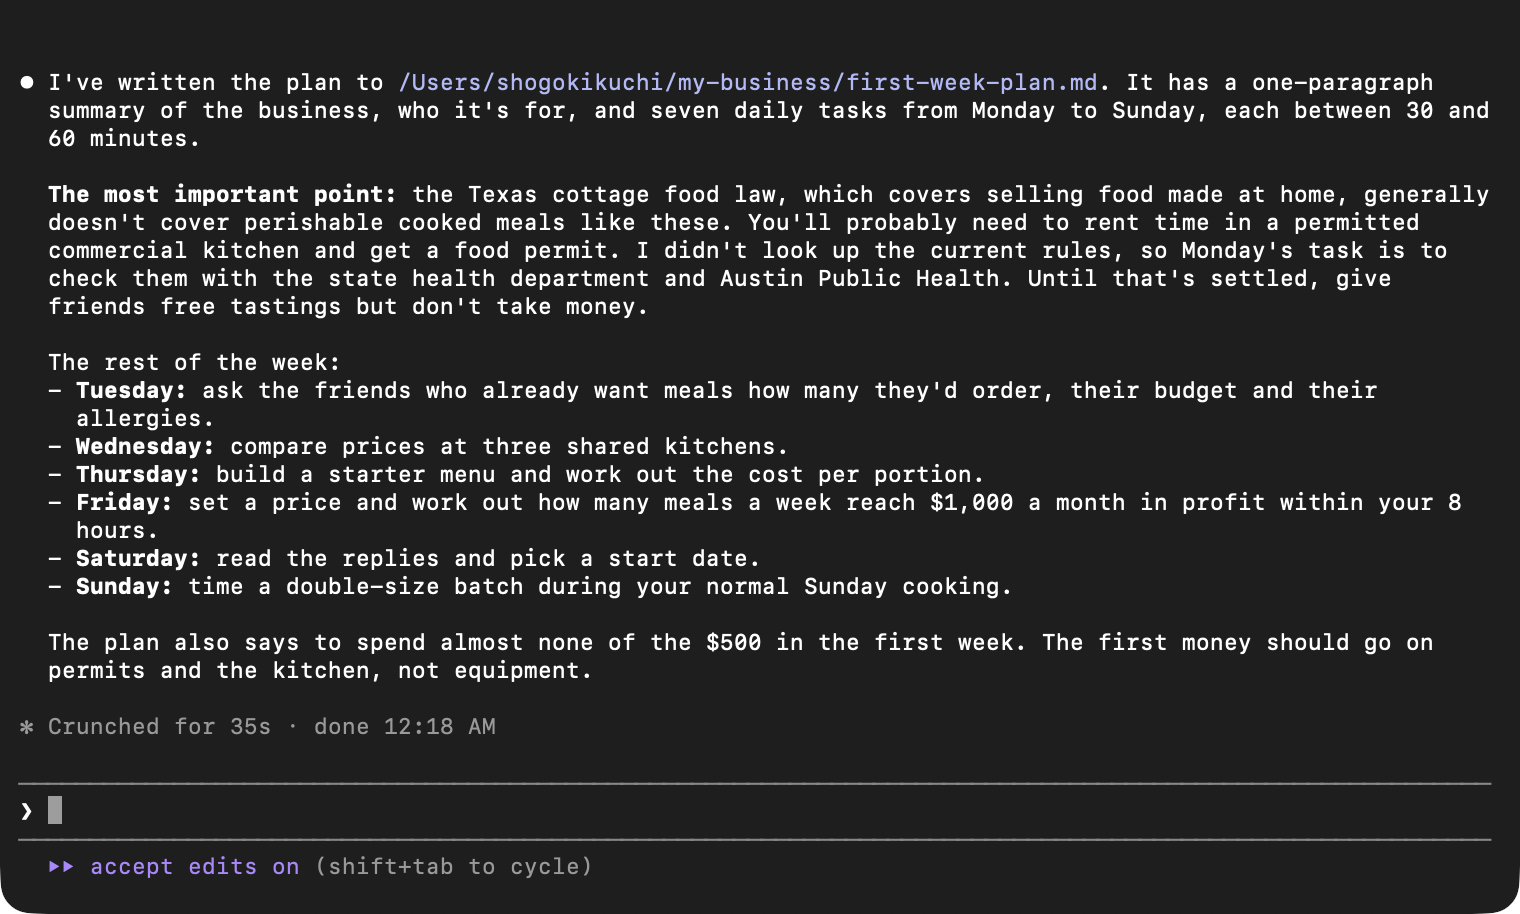 ● I've written the plan to /Users/shogokikuchi/my-business/first-week-plan.md. It has a one-paragraph
summary of the business, who it's for, and seven daily tasks from Monday to Sunday, each between 30 and
60 minutes.
The most important point: the Texas cottage food law, which covers selling food made at home, generally
doesn't cover perishable cooked meals like these. You'll probably need to rent time in a permitted
commercial kitchen and get a food permit. I didn't look up the current rules, so Monday's task is to
check them with the state health department and Austin Public Health. Until that's settled, give
friends free tastings but don't take money.
The rest of the week:
– Tuesday: ask the friends who already want meals how many they'd order, their budget and their
allergies.
– Wednesday: compare prices at three shared kitchens.
– Thursday: build a starter menu and work out the cost per portion.
– Friday: set a price and work out how many meals a week reach $1,000 a month in profit within your 8
hours.
– Saturday: read the replies and pick a start date.
– Sunday: time a double-size batch during your normal Sunday cooking.
The plan also says to spend almost none of the $500 in the first week. The first money should go on
permits and the kitchen, not equipment.
✻ Crunched for 35s · done 12:18 AM
❯
⏵⏵ accept edits on (shift+tab to cycle)